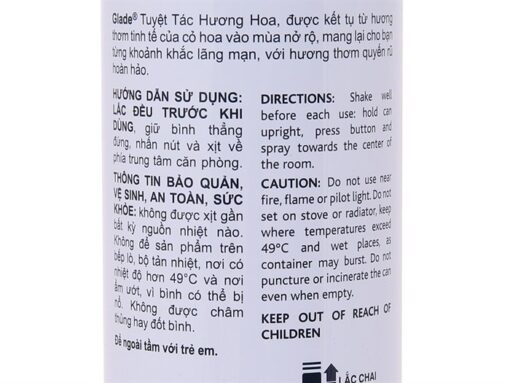 Glade® Tuyệt Tác Hương Hoa, được kết tụ từ hương
thơm tinh tế của cỏ hoa vào mùa nở rộ, mang lại cho bạn
từng khoảnh khắc lãng mạn, với hương thơm quyến rũ
hoàn hảo.
HƯỚNG DẪN SỬ DỤNG:
LẮC ĐỀU TRƯỚC KHI
DÙNG, giữ bình thẳng
đứng, nhấn nút và xịt về
phía trung tâm căn phòng.
THÔNG TIN BẢO QUẢN,
VỆ SINH, AN TOÀN, SỨC
KHỎE: không được xịt gần
bất kỳ nguồn nhiệt nào.
Không để sản phẩm trên
bếp lò, bộ tản nhiệt, nơi có
nhiệt độ hơn 49°C và nơi
ẩm ướt, vì bình có thể bị
nổ. Không được châm
thủng hay đốt bình.
Để ngoài tầm với trẻ em.
DIRECTIONS: Shake well
before each use: hold can
upright, press button and
spray towards the center of
the room.
CAUTION: Do not use near
fire, flame or pilot light. Do not
set on stove or radiator, keep
where temperatures exceed
49°C and wet places, as
container may burst. Do not
puncture or incinerate the can
even when empty.
KEEP OUT OF REACH OF
CHILDREN
LẮC CHAI